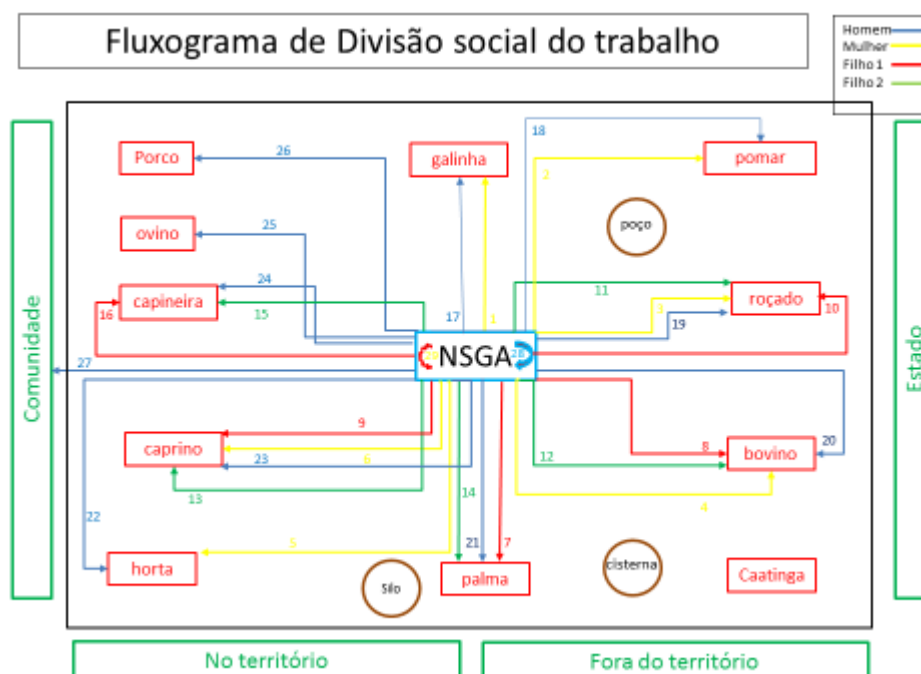 Fluxograma de Divisão social do trabalho
Homem
Mulher
Filho 1
Filho 2
Porco
26
galinha
18
2
pomar
poço
ovino
25
24
capineira
15
16
17
1
11
3
19
roçado
10
NSGA
28
27
Comunidade
Estado
9
caprino
6
23
13
14
12
8
bovino
20
4
22
5
21
7
horta
Silo
palma
cisterna
Caatinga
No território
Fora do território